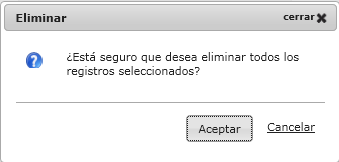 Eliminar cerrar
¿Está seguro que desea eliminar todos los
registros seleccionados?
Aceptar Cancelar